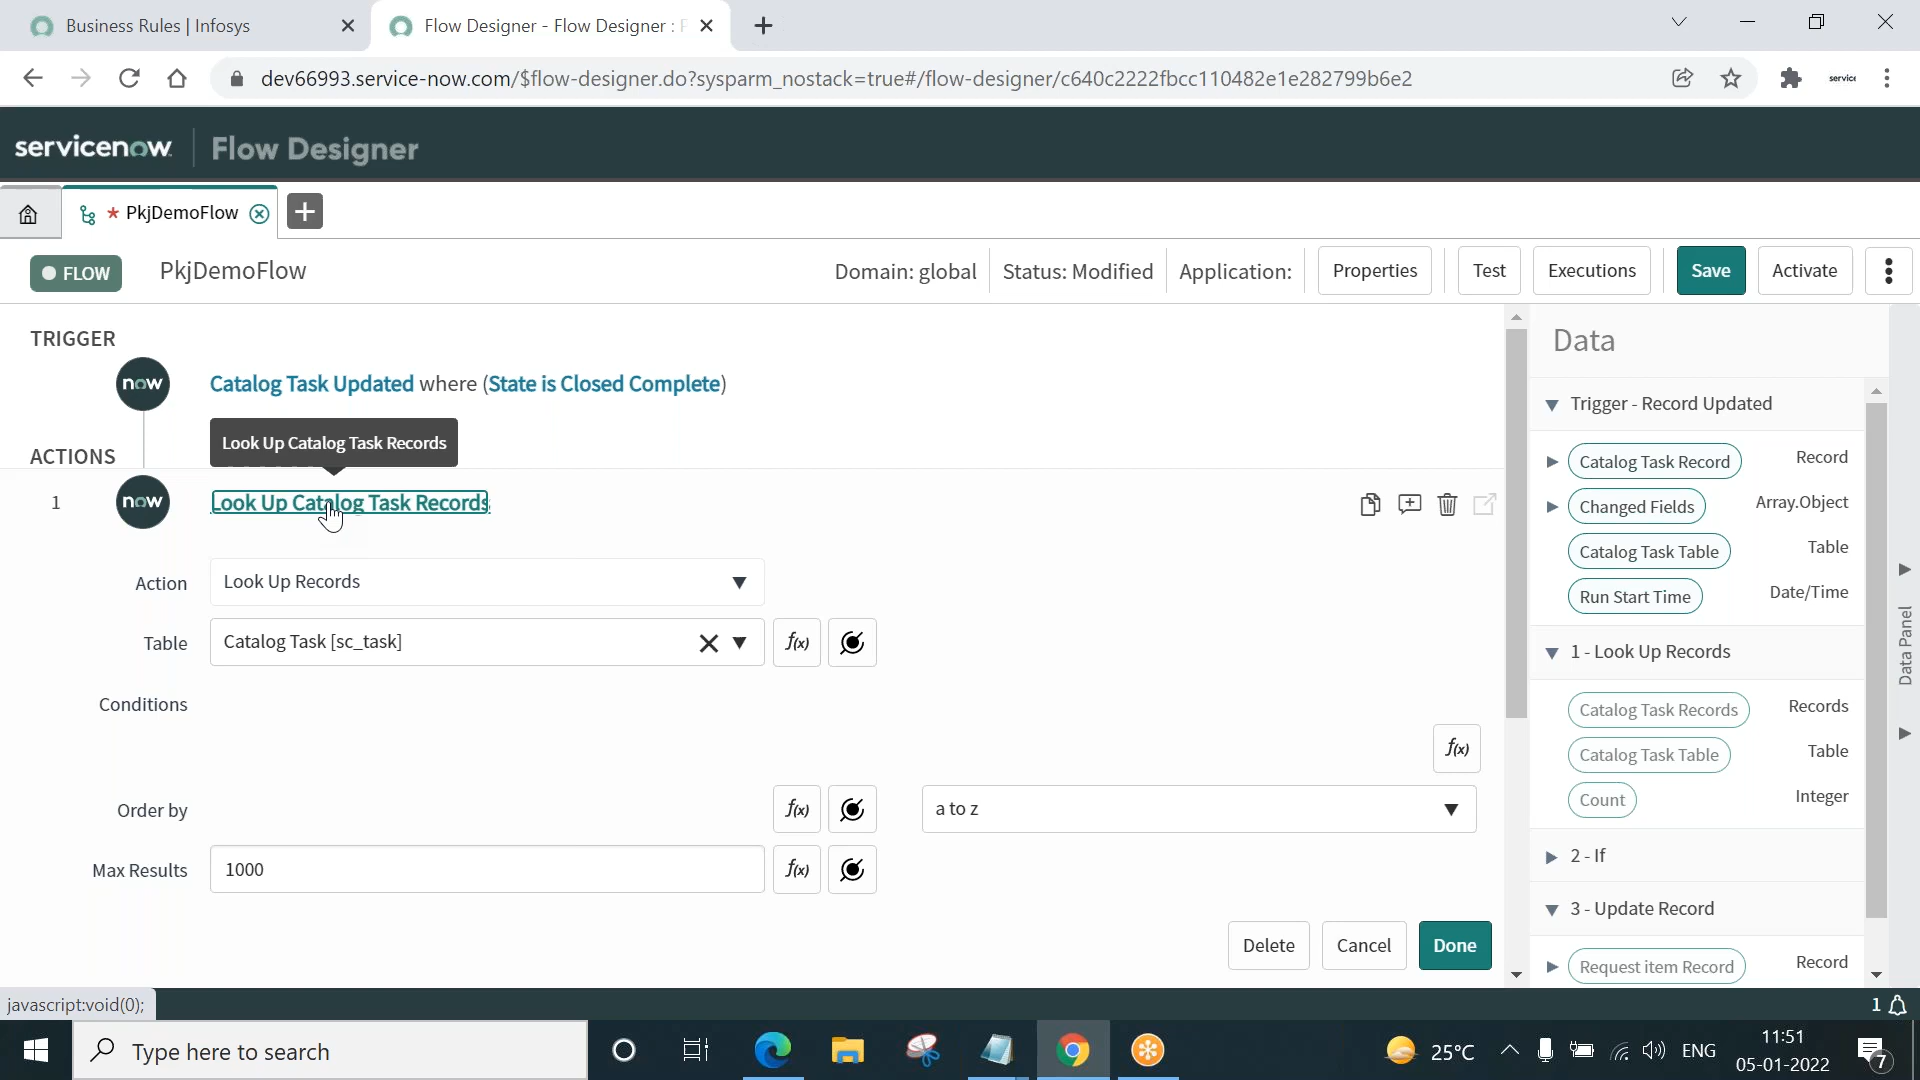 Business Rules | Infosys
Flow Designer - Flow Designer : F
dev66993.service-now.com/$flow-designer.do?sysparm_nostack=true#/flow-designer/c640c2222fbcc110482e1e282799b6e2
service
servicenow Flow Designer
* PkjDemoFlow
FLOW PkjDemoFlow Domain: global Status: Modified Application: Properties Test Executions Save Activate
TRIGGER
now Catalog Task Updated where (State is Closed Complete)
Look Up Catalog Task Records
ACTIONS
1 now Look Up Catalog Task Records
Action Look Up Records
Table Catalog Task [sc_task] f(x)
Conditions
f(x)
Order by f(x) a to z
Max Results 1000 f(x)
Delete Cancel Done
Data
Trigger - Record Updated
Catalog Task Record Record
Changed Fields Array.Object
Catalog Task Table Table
Run Start Time Date/Time
1 - Look Up Records
Catalog Task Records Records
Catalog Task Table Table
Count Integer
2 - If
3 - Update Record
Request item Record Record
Data Panel
javascript:void(0);
1
Type here to search
25°C
ENG
11:51
05-01-2022
7